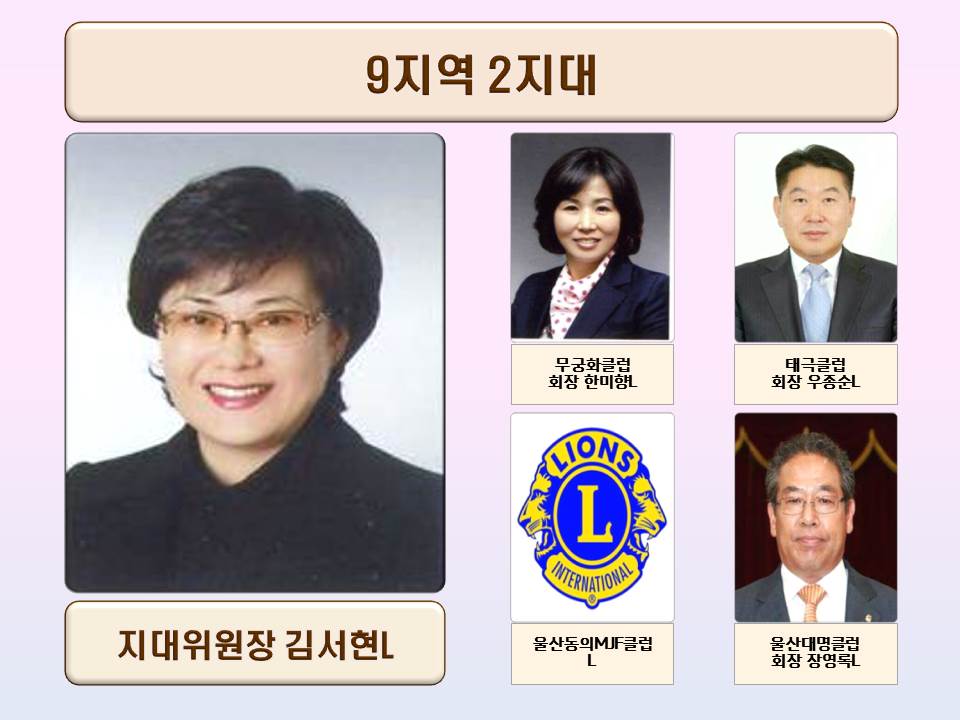 9지역 2지대
지대위원장 김서현L
무궁화클럽
회장 한미향L
태극클럽
회장 우종순L
LIONS
L
INTERNATIONAL
®
울산동의MJF클럽
L
울산대명클럽
회장 장영록L